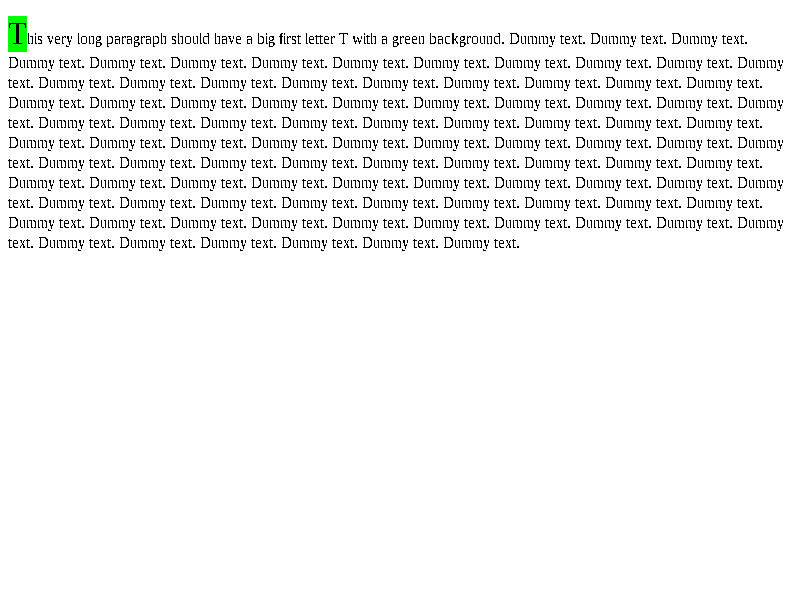 This very long paragraph should have a big first letter T with a green background. Dummy text. Dummy text. Dummy text.
Dummy text. Dummy text. Dummy text. Dummy text. Dummy text. Dummy text. Dummy text. Dummy text. Dummy text. Dummy
text. Dummy text. Dummy text. Dummy text. Dummy text. Dummy text. Dummy text. Dummy text. Dummy text. Dummy text.
Dummy text. Dummy text. Dummy text. Dummy text. Dummy text. Dummy text. Dummy text. Dummy text. Dummy text. Dummy
text. Dummy text. Dummy text. Dummy text. Dummy text. Dummy text. Dummy text. Dummy text. Dummy text. Dummy text.
Dummy text. Dummy text. Dummy text. Dummy text. Dummy text. Dummy text. Dummy text. Dummy text. Dummy text. Dummy
text. Dummy text. Dummy text. Dummy text. Dummy text. Dummy text. Dummy text. Dummy text. Dummy text. Dummy text.
Dummy text. Dummy text. Dummy text. Dummy text. Dummy text. Dummy text. Dummy text. Dummy text. Dummy text. Dummy
text. Dummy text. Dummy text. Dummy text. Dummy text. Dummy text. Dummy text. Dummy text. Dummy text. Dummy text.
Dummy text. Dummy text. Dummy text. Dummy text. Dummy text. Dummy text. Dummy text. Dummy text. Dummy text. Dummy
text. Dummy text. Dummy text. Dummy text. Dummy text. Dummy text. Dummy text.